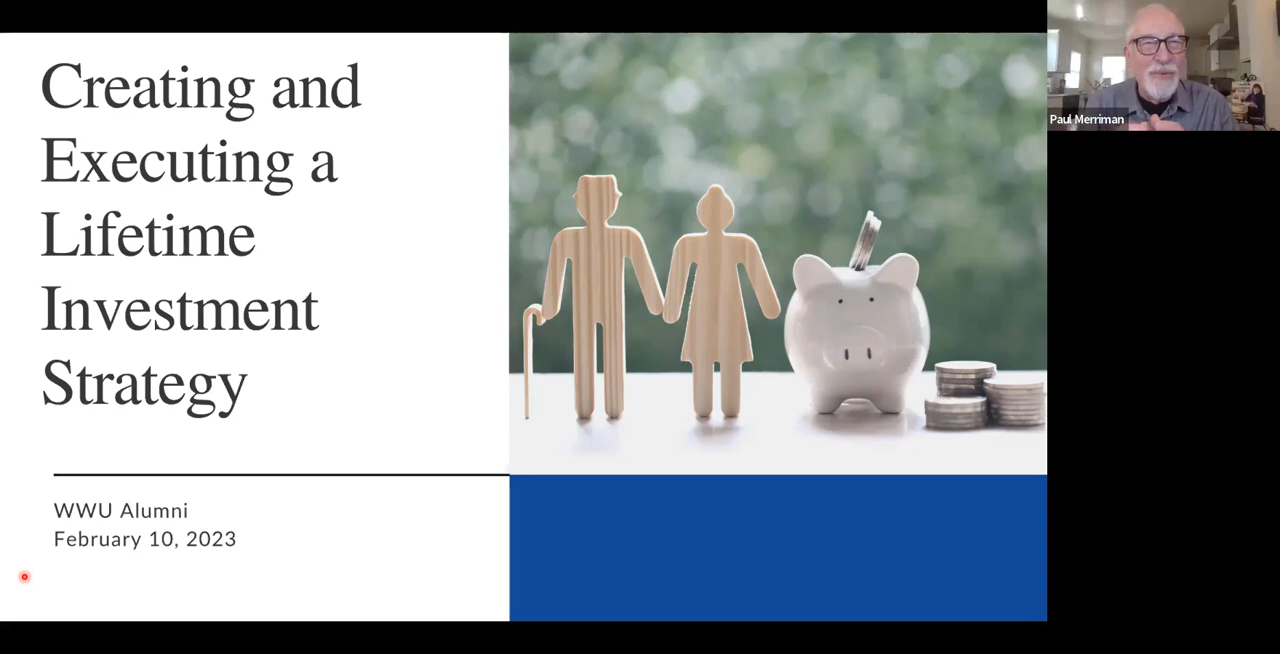 Creating and
Executing a
Lifetime
Investment
Strategy
WWU Alumni
February 10, 2023
Paul Merriman